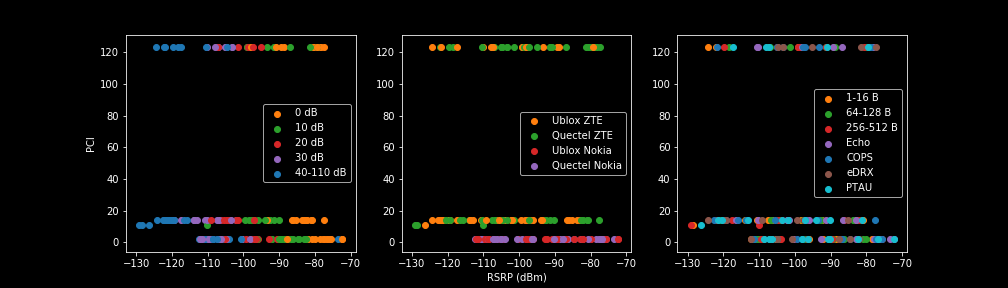 120
100
80
60
40
20
0
PCI
−130 −120 −110 −100 −90 −80 −70
0 dB
10 dB
20 dB
30 dB
40-110 dB
120
100
80
60
40
20
0
−130 −120 −110 −100 −90 −80 −70
RSRP (dBm)
Ublox ZTE
Quectel ZTE
Ublox Nokia
Quectel Nokia
120
100
80
60
40
20
0
−130 −120 −110 −100 −90 −80 −70
1-16 B
64-128 B
256-512 B
Echo
COPS
eDRX
PTAU